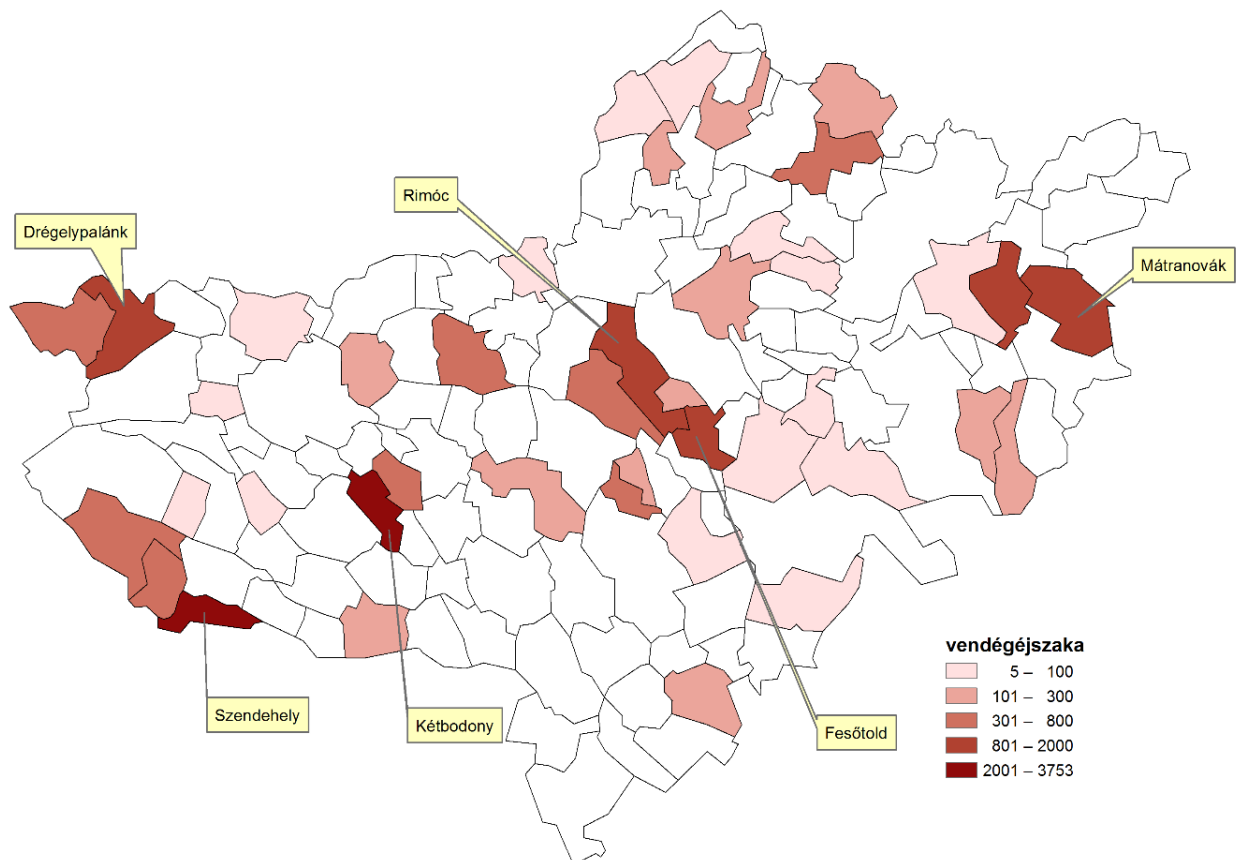 Rimóc
Drégelypalánk
Mátranovák
Szendehely
Kétbodony
Fesőtold
vendégéjszaka
5 – 100
101 – 300
301 – 800
801 – 2000
2001 – 3753